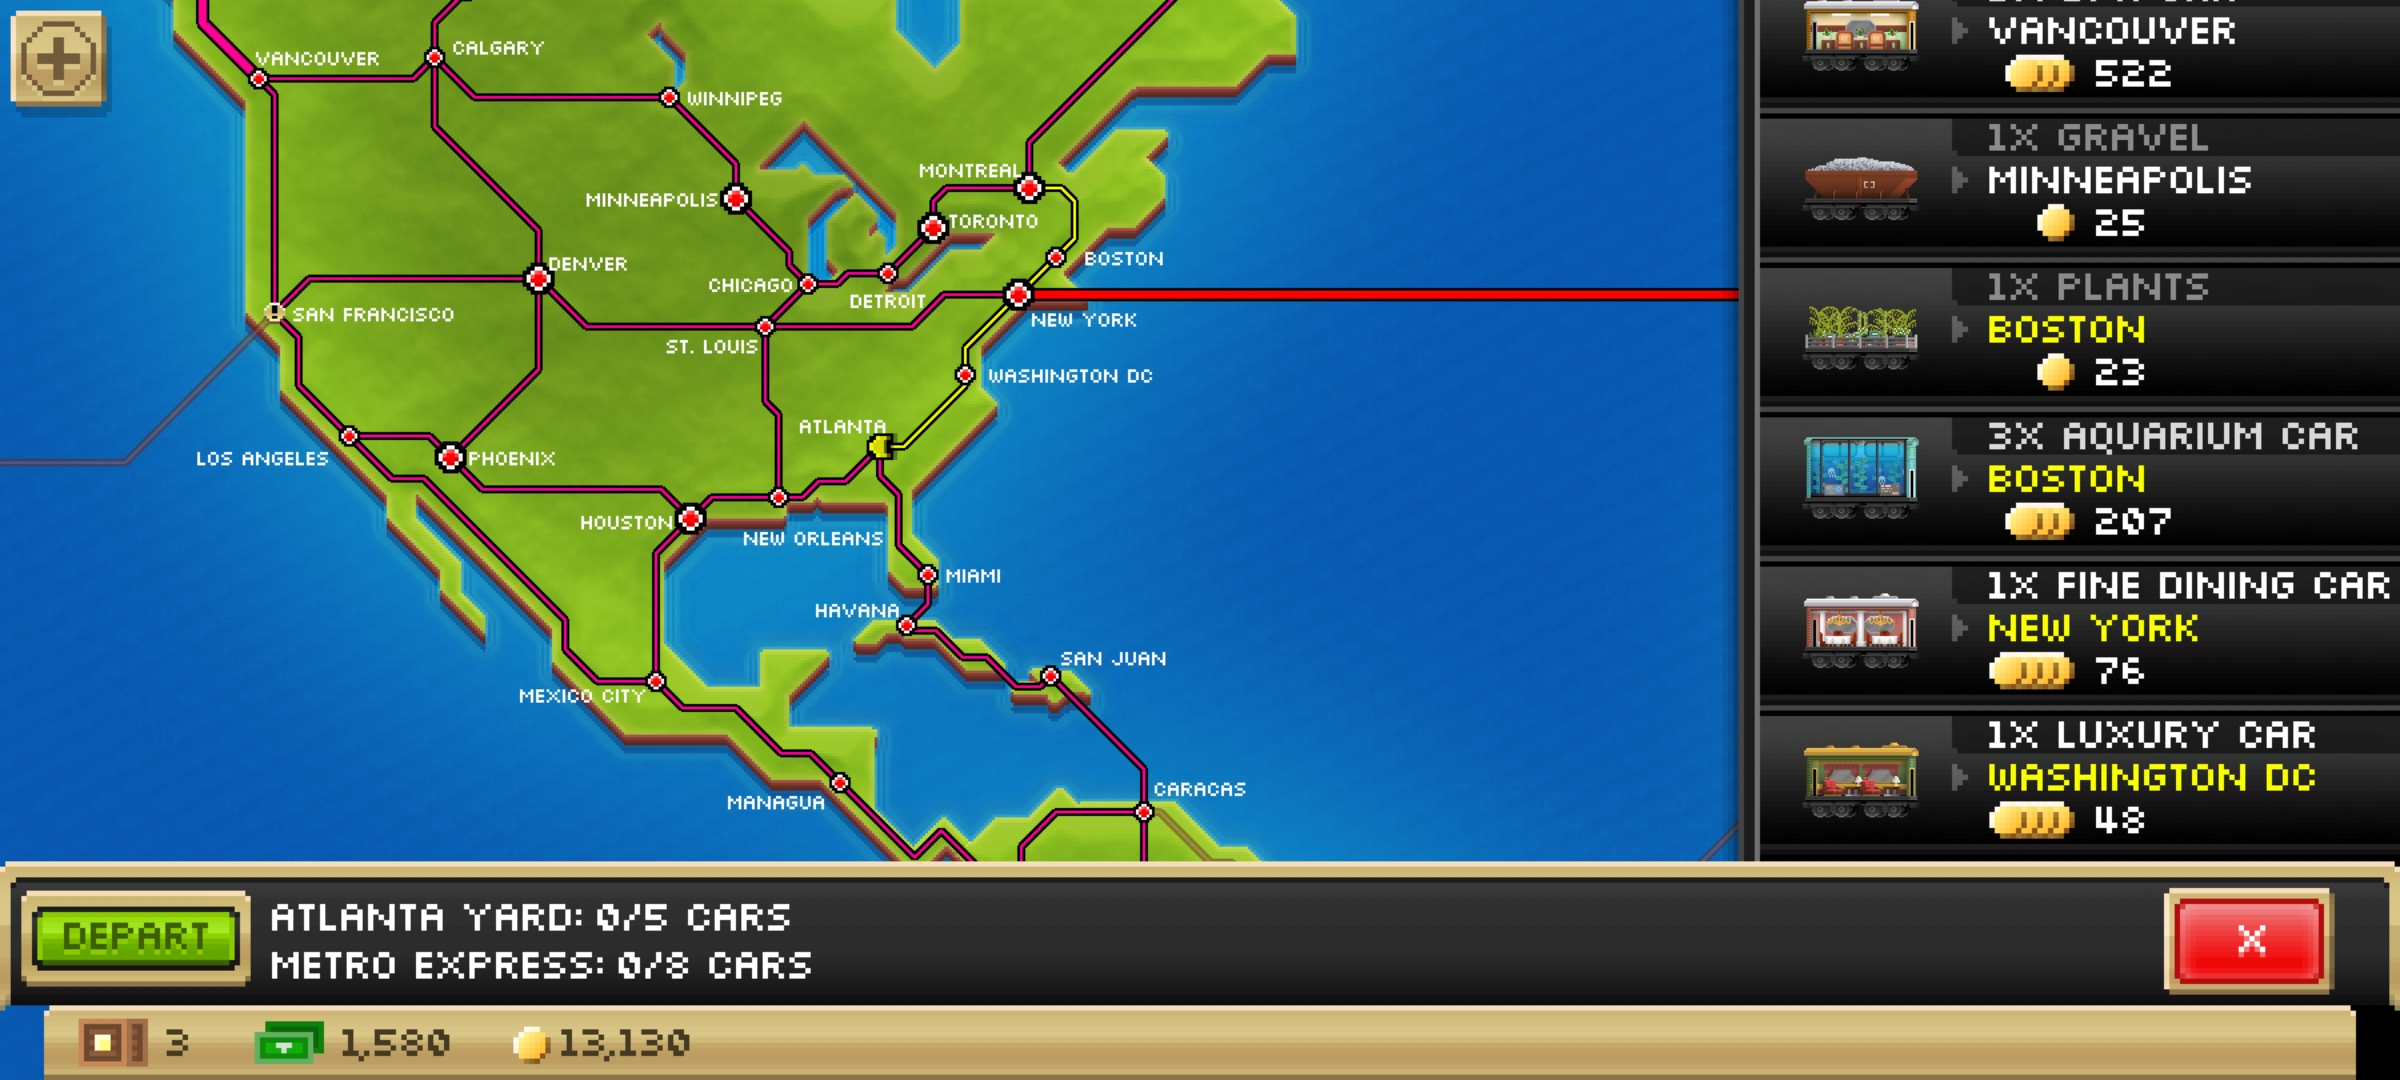 VANCOUVER
CALGARY
WINNIPEG
MONTREAL
MINNEAPOLIS
TORONTO
DENVER
BOSTON
CHICAGO
DETROIT
SAN FRANCISCO
NEW YORK
ST. LOUIS
WASHINGTON DC
ATLANTA
LOS ANGELES
PHOENIX
HOUSTON
NEW ORLEANS
MIAMI
HAVANA
SAN JUAN
MEXICO CITY
CARACAS
MANAGUA
VANCOUVER
522
1X GRAVEL
MINNEAPOLIS
25
1X PLANTS
BOSTON
23
3X AQUARIUM CAR
BOSTON
207
1X FINE DINING CAR
NEW YORK
76
1X LUXURY CAR
WASHINGTON DC
48
DEPART
ATLANTA YARD: 0/5 CARS
METRO EXPRESS: 0/8 CARS
X
3
1,580
13,130